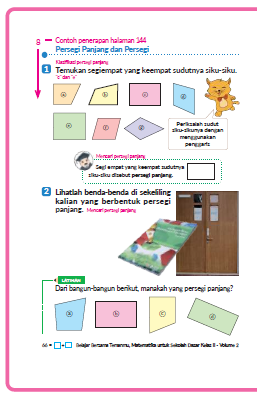 9
Contoh penerapan halaman 144
Persegi Panjang dan Persegi
Klasifikasi persegi panjang
1 Temukan segiempat yang keempat sudutnya siku-siku.
"c" dan "e"
a b c d
e f g
Periksalah sudut
siku-sikunya dengan
menggunakan
penggaris
Mencari persegi panjang
Segi empat yang keempat sudutnya
siku-siku disebut persegi panjang.
2 Lihatlah benda-benda di sekeliling
kalian yang berbentuk persegi
panjang. Mencari persegi panjang
LATIHAN
Dari bangun-bangun berikut, manakah yang persegi panjang?
a b c d
66 = □ × □ Belajar Bersama Temanmu, Matematika untuk Sekolah Dasar Kelas II - Volume 2